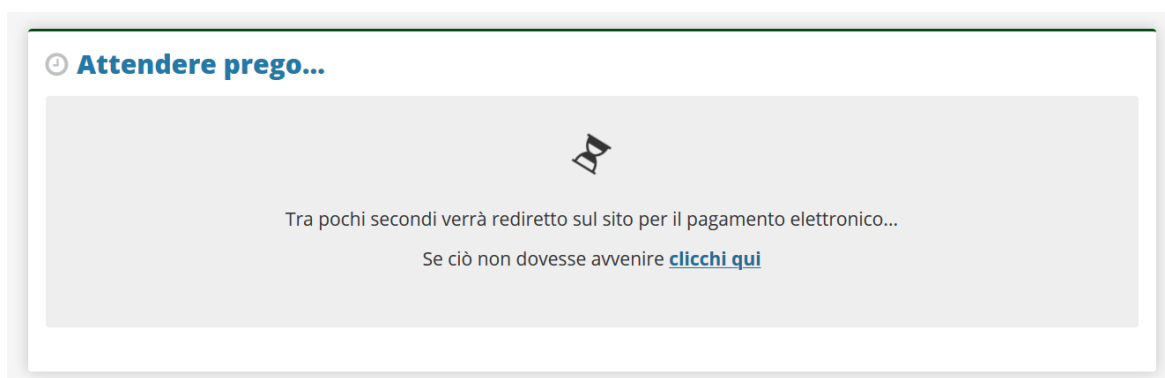 Attendere prego...
Tra pochi secondi verrà rediretto sul sito per il pagamento elettronico...
Se ciò non dovesse avvenire clicchi qui